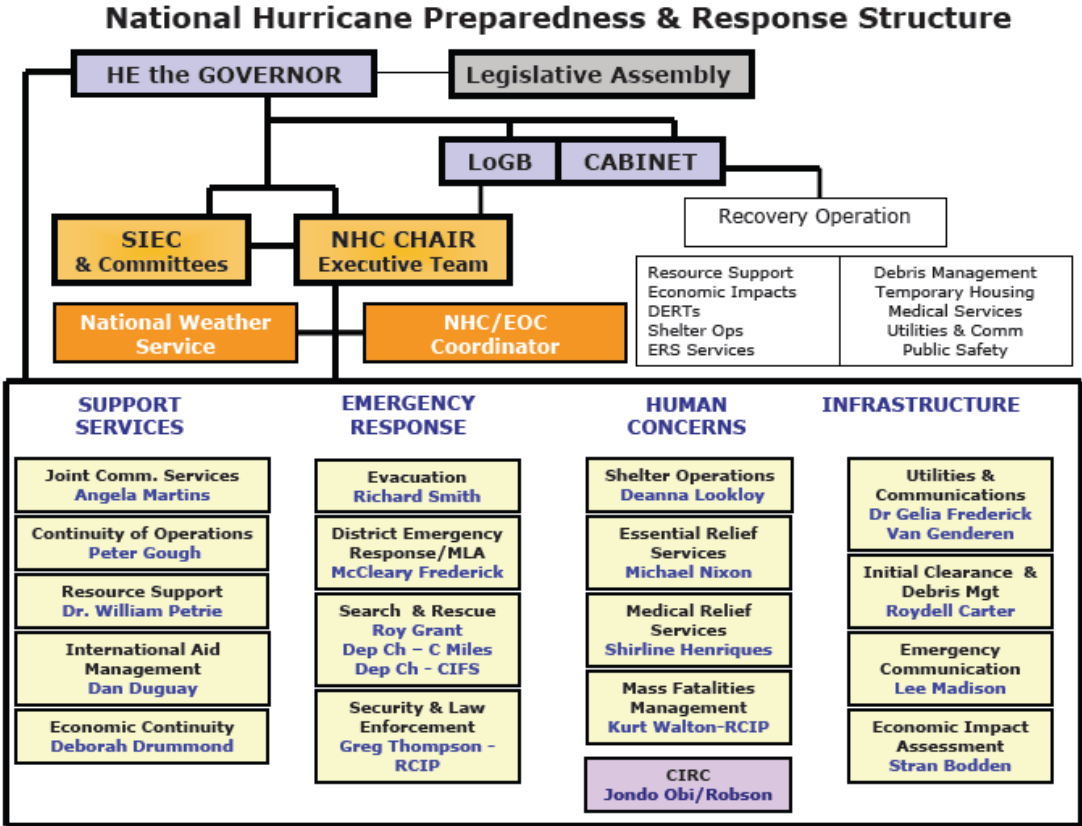 National Hurricane Preparedness & Response Structure
HE the GOVERNOR
Legislative Assembly
LoGB
CABINET
Recovery Operation
SIEC
& Committees
NHC CHAIR
Executive Team
Resource Support
Economic Impacts
DERTs
Shelter Ops
ERS Services
Debris Management
Temporary Housing
Medical Services
Utilities & Comm
Public Safety
National Weather
Service
NHC/EOC
Coordinator
SUPPORT
SERVICES
Joint Comm. Services
Angela Martins
Continuity of Operations
Peter Gough
Resource Support
Dr. William Petrie
International Aid
Management
Dan Duguay
Economic Continuity
Deborah Drummond
EMERGENCY
RESPONSE
Evacuation
Richard Smith
District Emergency
Response/MLA
McCleary Frederick
Search & Rescue
Roy Grant
Dep Ch – C Miles
Dep Ch - CIFS
Security & Law
Enforcement
Greg Thompson -
RCIP
HUMAN
CONCERNS
Shelter Operations
Deanna Lookloy
Essential Relief
Services
Michael Nixon
Medical Relief
Services
Shirline Henriques
Mass Fatalities
Management
Kurt Walton-RCIP
CIRC
Jondo Obi/Robson
INFRASTRUCTURE
Utilities &
Communications
Dr Gelia Frederick
Van Genderen
Initial Clearance &
Debris Mgt
Roydell Carter
Emergency
Communication
Lee Madison
Economic Impact
Assessment
Stran Bodden